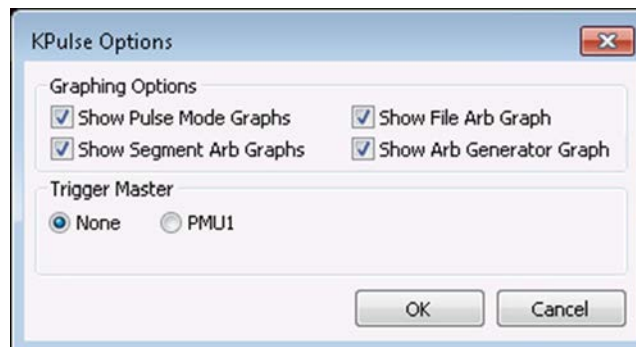 KPulse Options
Graphing Options
Show Pulse Mode Graphs
Show File Arb Graph
Show Segment Arb Graphs
Show Arb Generator Graph
Trigger Master
None
PMU1
OK
Cancel